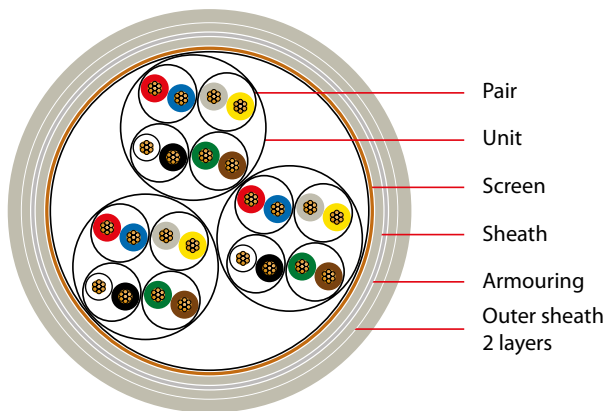 Pair
Unit
Screen
Sheath
Armouring
Outer sheath
2 layers